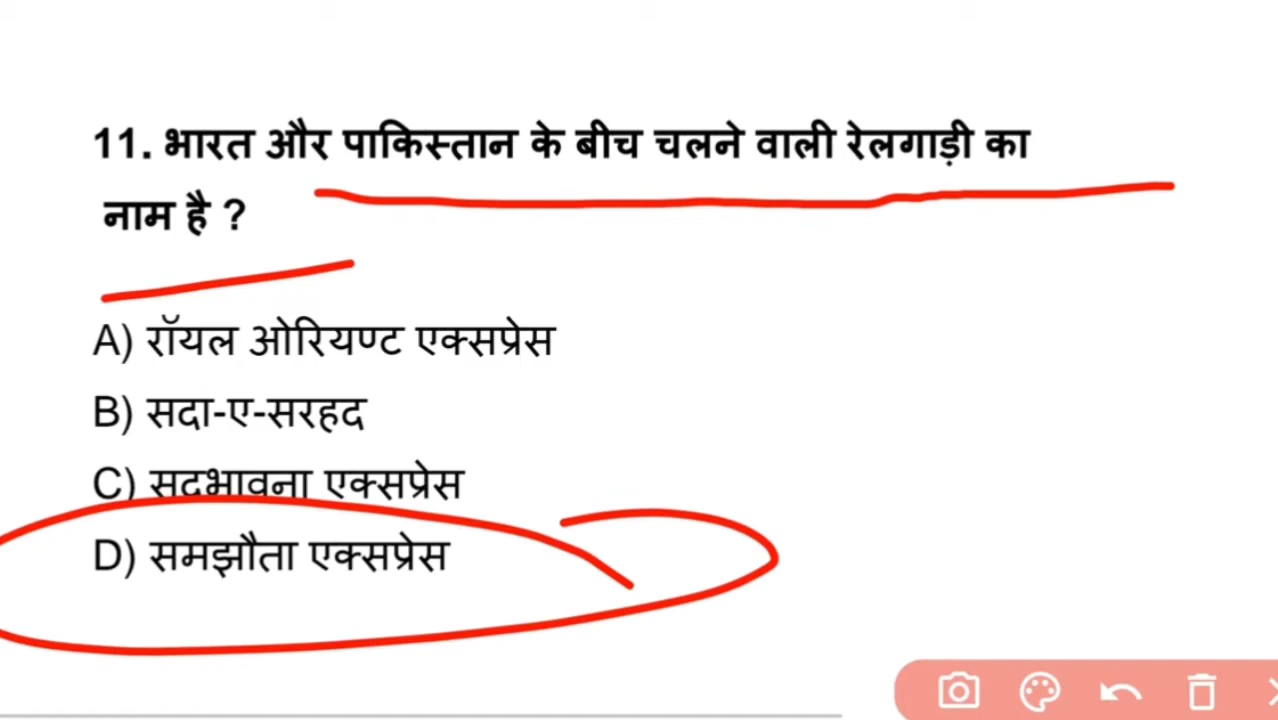 11. भारत और पाकिस्तान के बीच चलने वाली रेलगाड़ी का
नाम है ?
A) रॉयल ओरियण्ट एक्सप्रेस
B) सदा-ए-सरहद
C) सदभावना एक्सप्रेस
D) समझौता एक्सप्रेस